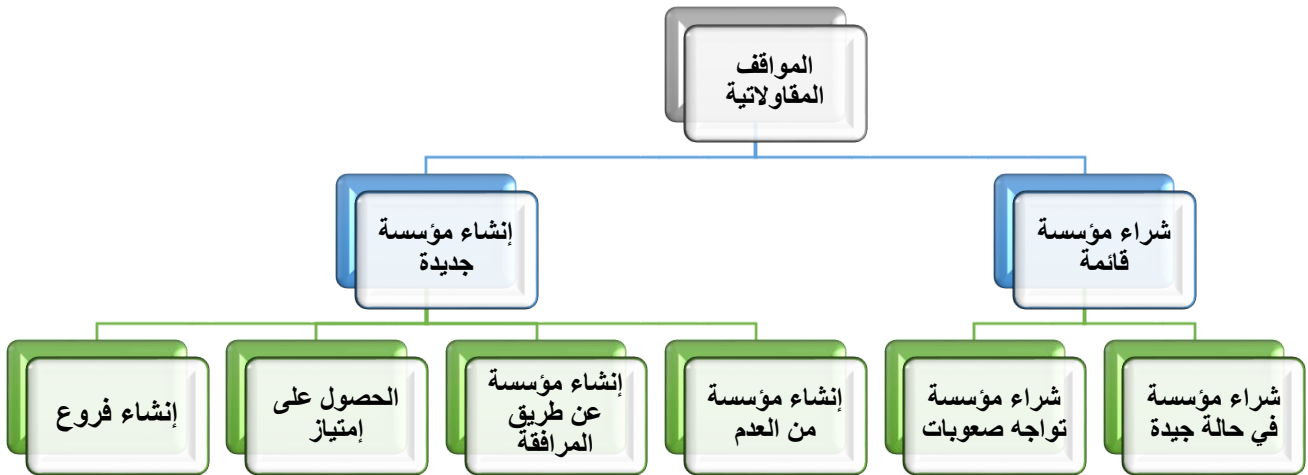 المواقف
المقاولاتية
شراء مؤسسة
قائمة
إنشاء مؤسسة
جديدة
شراء مؤسسة
في حالة جيدة
شراء مؤسسة
تواجه صعوبات
إنشاء مؤسسة
من العدم
إنشاء مؤسسة
عن طريق
المرافقة
الحصول على
إمتياز
إنشاء فروع